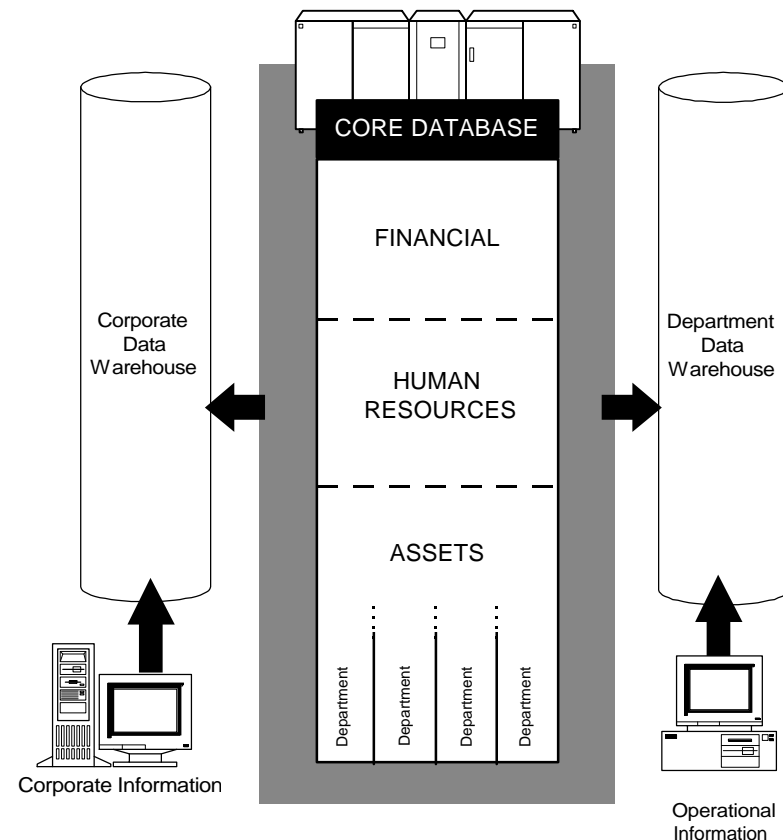 CORE DATABASE
FINANCIAL
HUMAN
RESOURCES
ASSETS
Department
Department
Department
Department
Corporate
Data
Warehouse
Department
Data
Warehouse
Corporate Information
Operational
Information